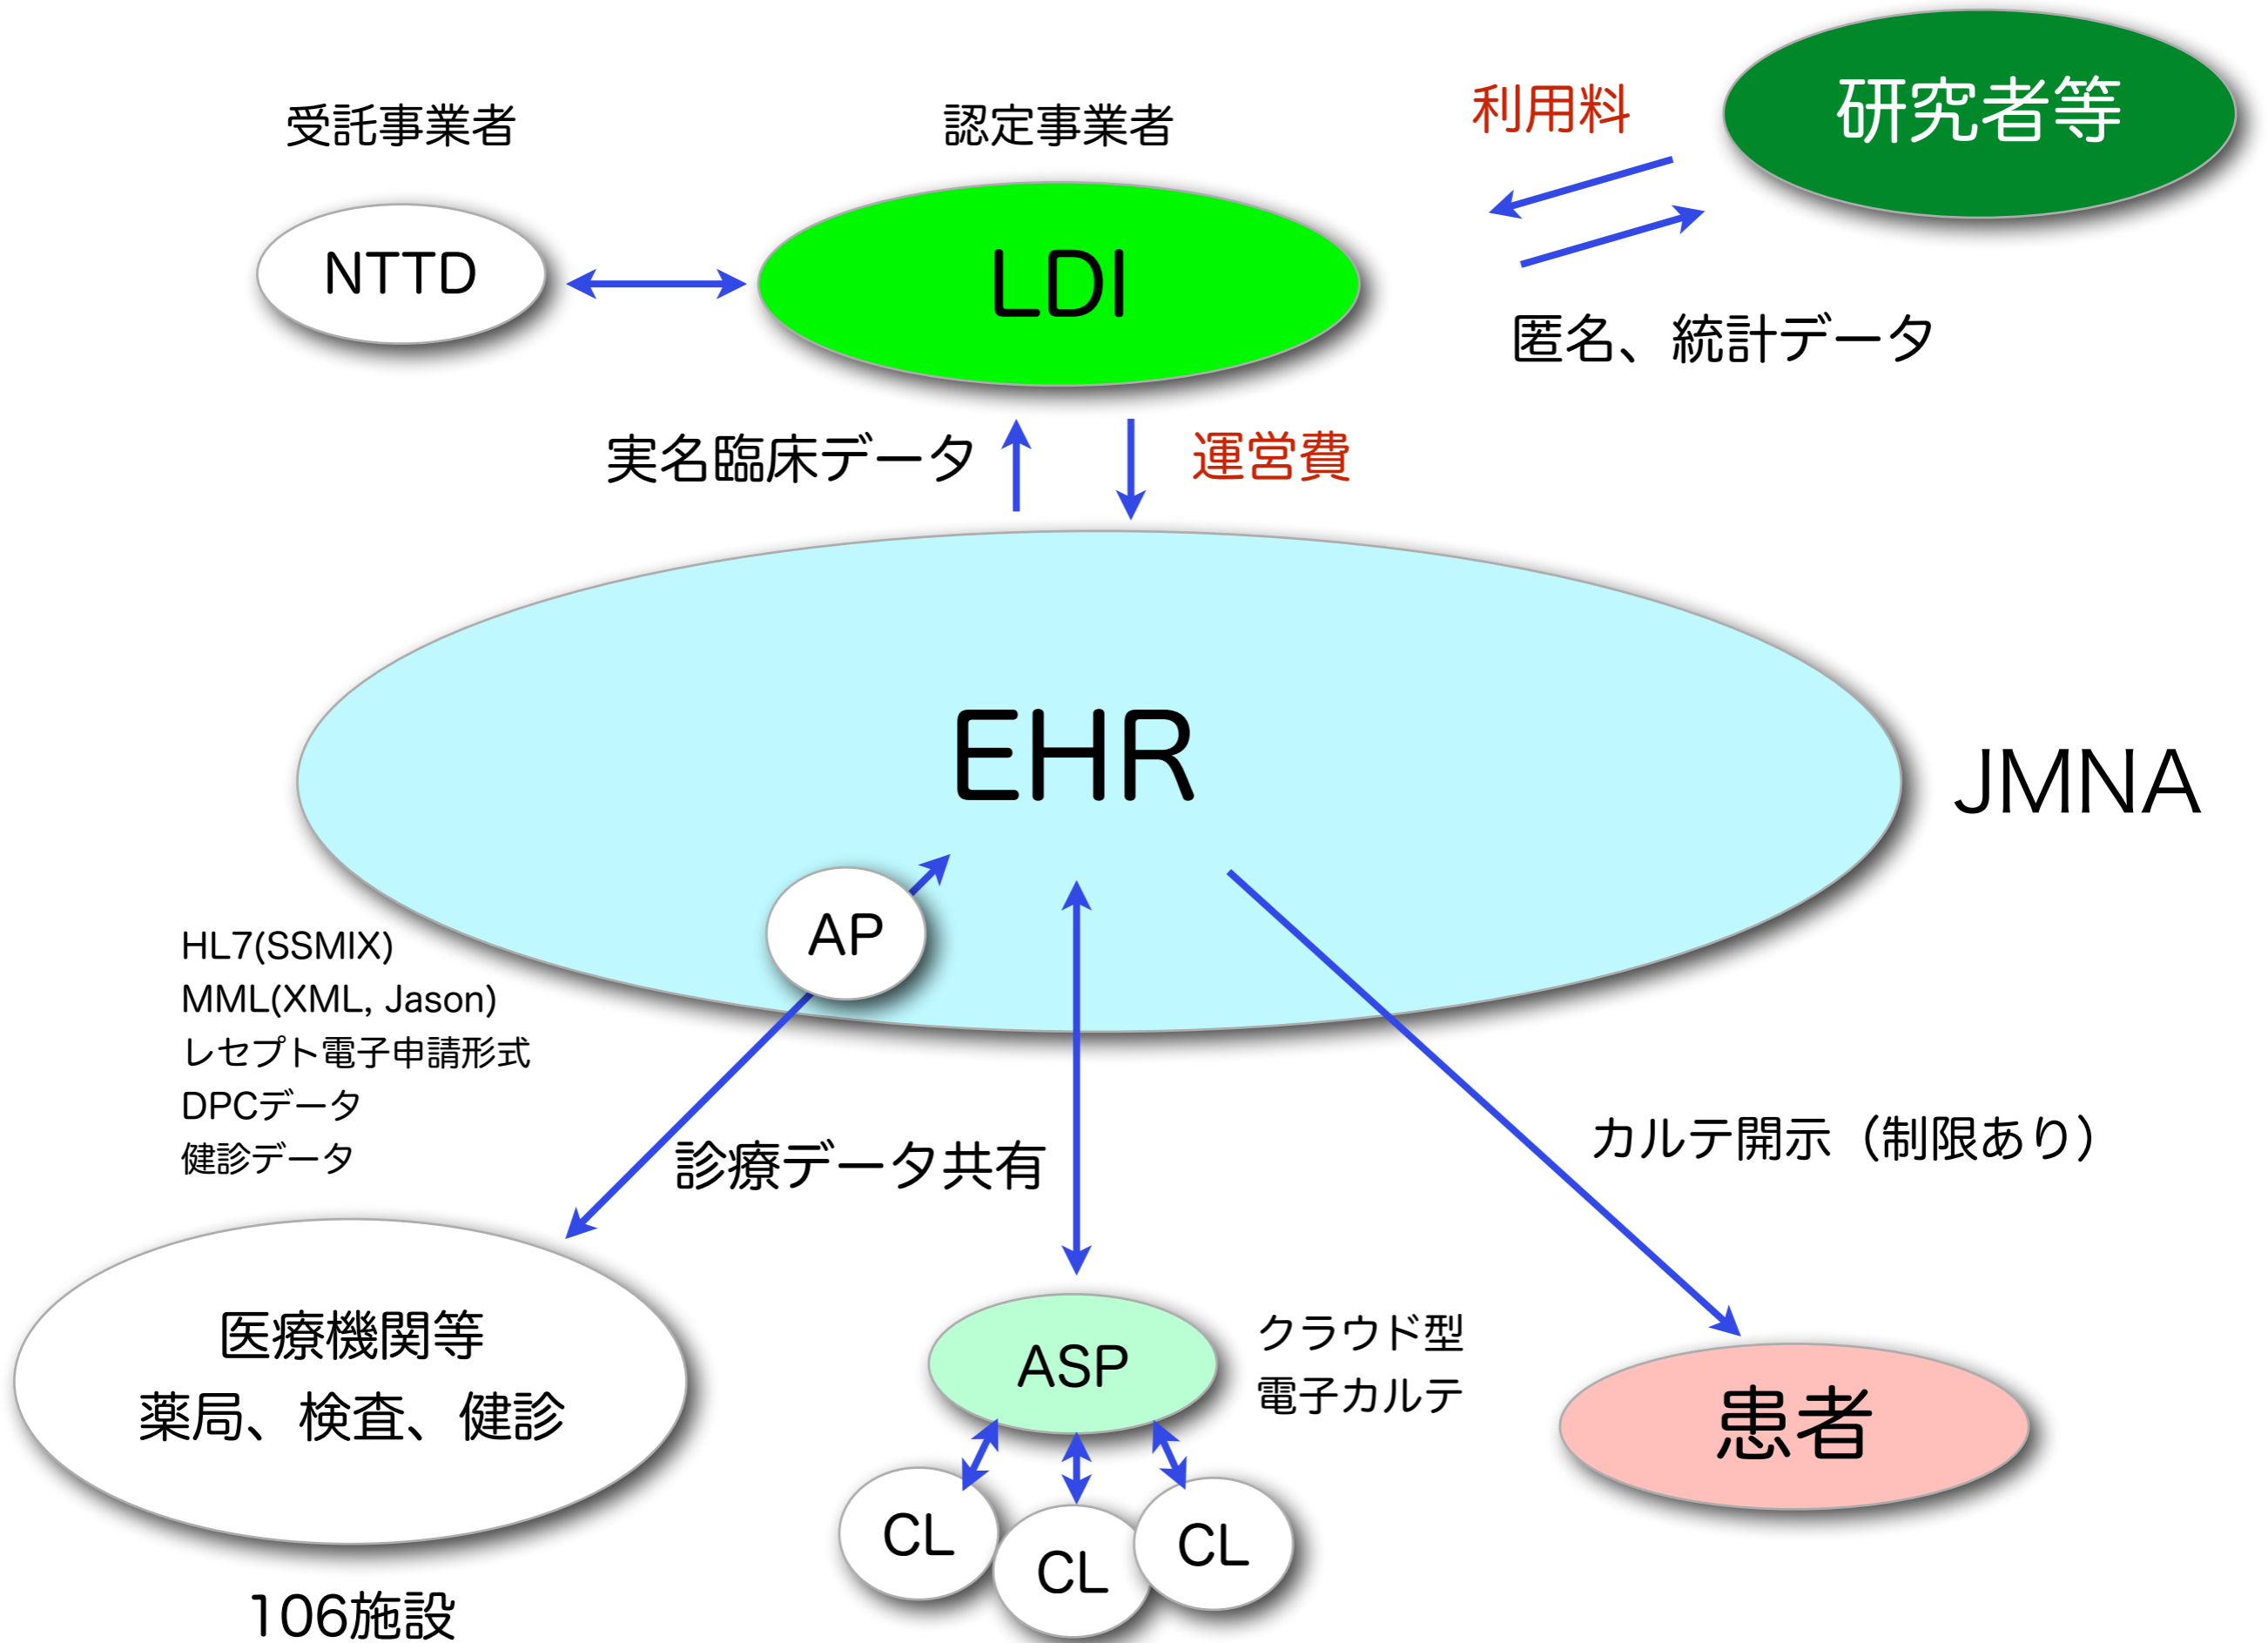 研究者等
利用料
受託事業者
認定事業者
NTTD
LDI
匿名、統計データ
実名臨床データ
運営費
EHR
JMNA
AP
HL7(SSMIX)
MML(XML, Jason)
レセプト電子申請形式
DPCデータ
健診データ
診療データ共有
カルテ開示（制限あり）
医療機関等
薬局、検査、健診
ASP
クラウド型
電子カルテ
患者
CL
CL
CL
106施設